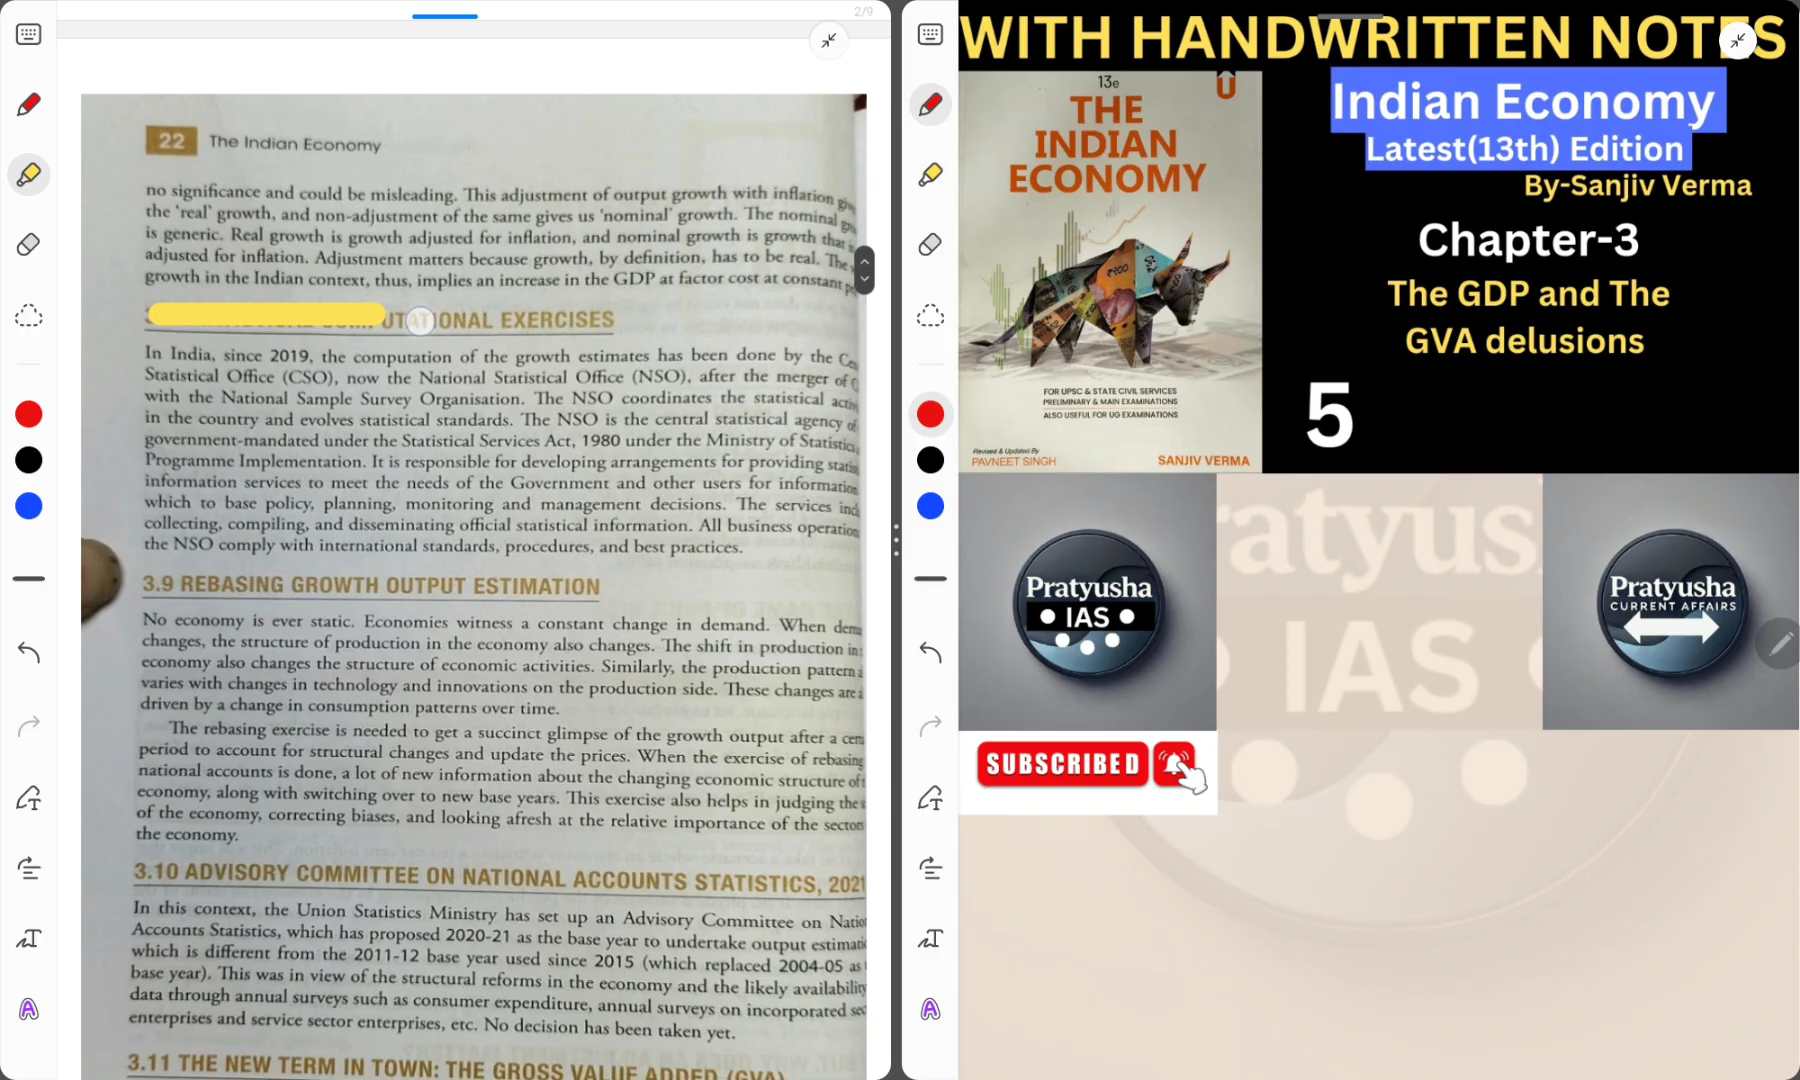 2/9
22 The Indian Economy
no significance and could be misleading. This adjustment of output growth with inflation
the 'real' growth, and non-adjustment of the same gives us 'nominal' growth. The nominal
is generic. Real growth is growth adjusted for inflation, and nominal growth is growth that
adjusted for inflation. Adjustment matters because growth, by definition, has to be real. The
growth in the Indian context, thus, implies an increase in the GDP at factor cost at constant
EXERCISES
In India, since 2019, the computation of the growth estimates has been done by the
Statistical Office (CSO), now the National Statistical Office (NSO), after the merger of
with the National Sample Survey Organisation. The NSO coordinates the statistical
in the country and evolves statistical standards. The NSO is the central statistical agency of
government-mandated under the Statistical Services Act, 1980 under the Ministry of
Programme Implementation. It is responsible for developing arrangements for providing
information services to meet the needs of the Government and other users for information
which to base policy, planning, monitoring and management decisions. The services
collecting, compiling, and disseminating official statistical information. All business
the NSO comply with international standards, procedures, and best practices.
3.9 REBASING GROWTH OUTPUT ESTIMATION
No economy is ever static. Economies witness a constant change in demand. When
changes, the structure of production in the economy also changes. The shift in production
economy also changes the structure of economic activities. Similarly, the production pattern
varies with changes in technology and innovations on the production side. These changes are
driven by a change in consumption patterns over time.
The rebasing exercise is needed to get a succinct glimpse of the growth output after a
period to account for structural changes and update the prices. When the exercise of rebasing
national accounts is done, a lot of new information about the changing economic structure of
economy, along with switching over to new base years. This exercise also helps in judging the
of the economy, correcting biases, and looking afresh at the relative importance of the
the economy.
3.10 ADVISORY COMMITTEE ON NATIONAL ACCOUNTS STATISTICS, 2021
In this context, the Union Statistics Ministry has set up an Advisory Committee on
Accounts Statistics, which has proposed 2020-21 as the base year to undertake output
which is different from the 2011-12 base year used since 2015 (which replaced 2004-05 as
base year). This was in view of the structural reforms in the economy and the likely availability
data through annual surveys such as consumer expenditure, annual surveys on incorporated
enterprises and service sector enterprises, etc. No decision has been taken yet.
3.11 THE NEW TERM IN TOWN: THE GROSS VALUE ADDED (GVA)
WITH HANDWRITTEN NOTES
13e
THE
INDIAN
ECONOMY
FOR UPSC & STATE CIVIL SERVICES
PRELIMINARY & MAIN EXAMINATIONS
ALSO USEFUL FOR UG EXAMINATIONS
Revised & Updated By
PAVNEET SINGH
SANJIV VERMA
Indian Economy
Latest(13th) Edition
By-Sanjiv Verma
Chapter-3
The GDP and The
GVA delusions
5
Pratyusha
IAS
ratyusha
IAS
Pratyusha
CURRENT AFFAIRS
SUBSCRIBED